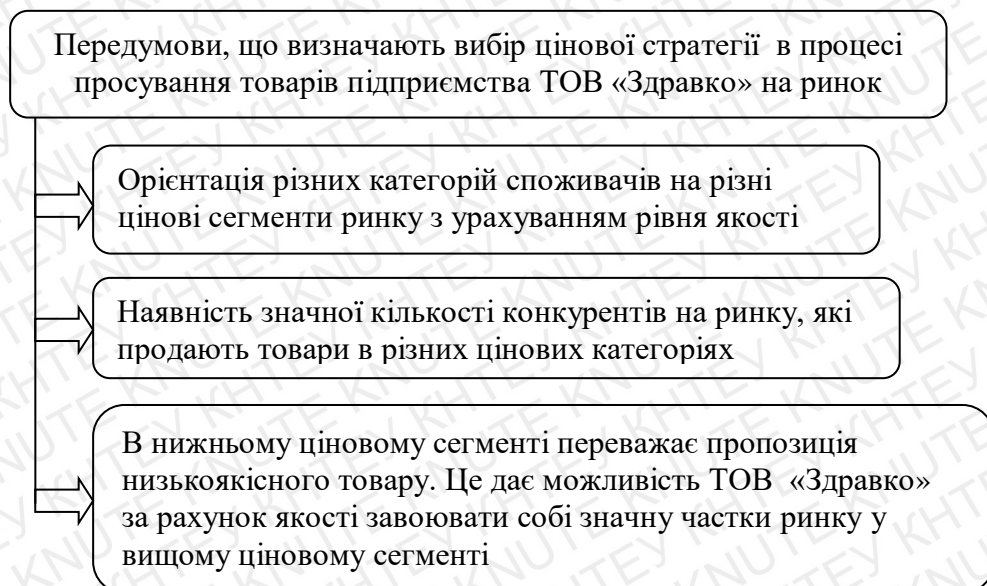 Передумови, що визначають вибір цінової стратегії в процесі
просування товарів підприємства ТОВ «Здравко» на ринок
Орієнтація різних категорій споживачів на різні
цінові сегменти ринку з урахуванням рівня якості
Наявність значної кількості конкурентів на ринку, які
продають товари в різних цінових категоріях
В нижньому ціновому сегменті переважає пропозиція
низькоякісного товару. Це дає можливість ТОВ «Здравко»
за рахунок якості завоювати собі значну частки ринку у
вищому ціновому сегменті